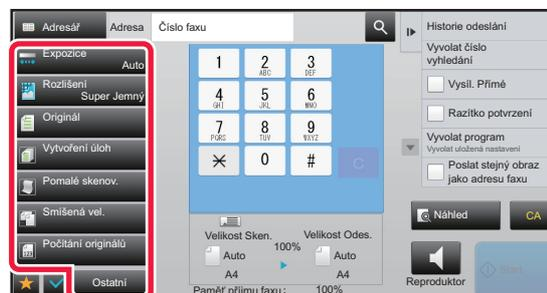 Adresář
Adresa
Číslo faxu
Expozice
Auto
Rozlišení
Super Jemný
Originál
Vytvoření úloh
Pomalé skenov.
Smíšená vel.
Počítání originálů
Ostatní
1
2
ABC
3
DEF
4
GHI
5
JKL
6
MNO
7
PQRS
8
TUV
9
WXYZ
0
#
C
Velikost Sken.
100%
Velikost Odes.
Auto
Auto
A4
A4
Paměť příjmu faxu:
100%
Historie odeslání
Vyvolat číslo
vyhledání
Vysíl. Přímé
Razítko potvrzení
Vyvolat program
Vyvolat uložená nastavení
Poslat stejný obraz
jako adresu faxu
Náhled
CA
Reproduktor
Start